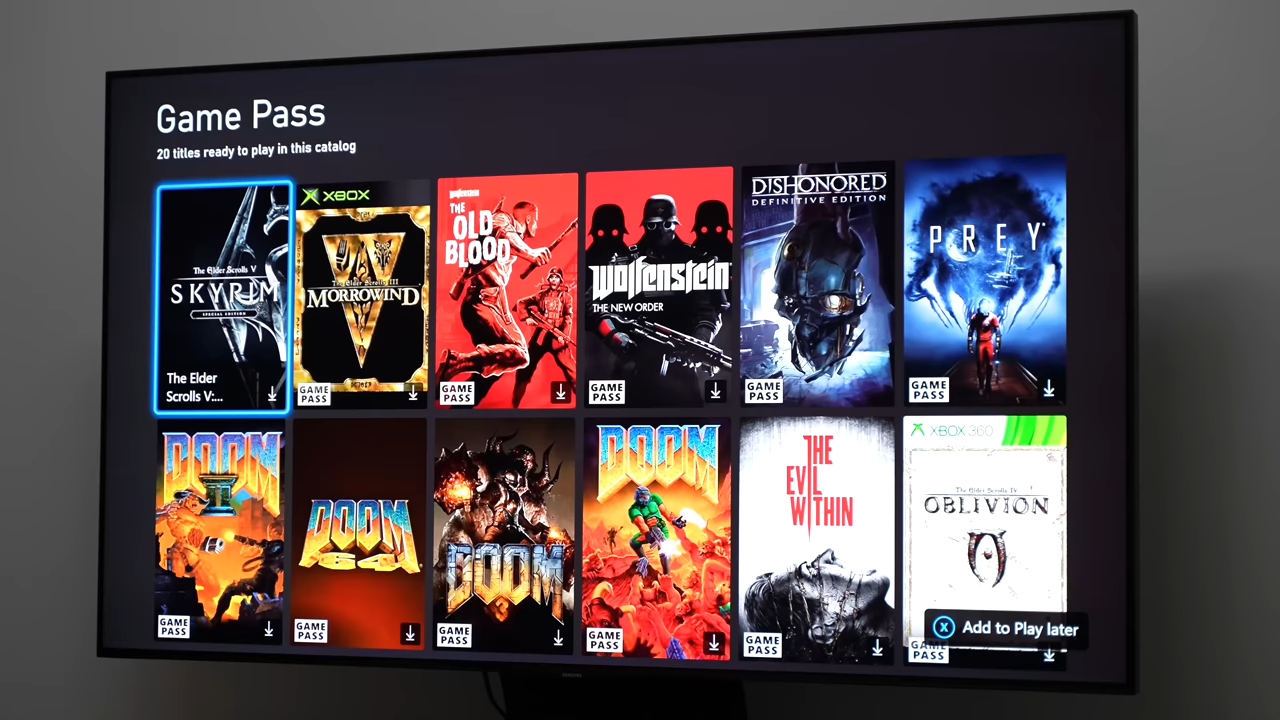 Game Pass
20 titles ready to play in this catalog
The Elder Scrolls V
SKYRIM
SPECIAL EDITION
The Elder
Scrolls V:...
XBOX
The Elder Scrolls III
MORROWIND
GAME
PASS
Wolfenstein
THE
OLD
BLOOD
GAME
PASS
Wolfenstein
THE NEW ORDER
GAME
PASS
DISHONORED
DEFINITIVE EDITION
GAME
PASS
PREY
GAME
PASS
DOOM
II
GAME
PASS
DOOM
64
GAME
PASS
DOOM
3
GAME
PASS
DOOM
GAME
PASS
THE
EVIL
WITHIN
GAME
PASS
XBOX 360
The Elder Scrolls IV
OBLIVION
X Add to Play later
GAME
PASS
SAMSUNG